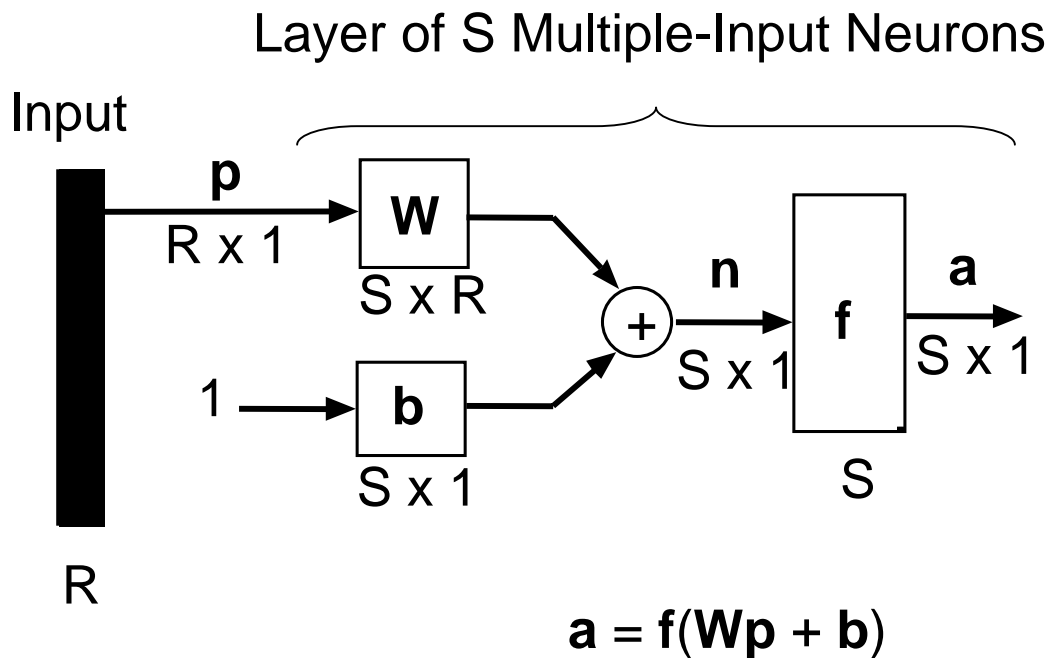 Layer of S Multiple-Input Neurons
Input
p
R x 1
W
S x R
1
b
S x 1
+
n
S x 1
f
S
a
S x 1
R
a = f(Wp + b)